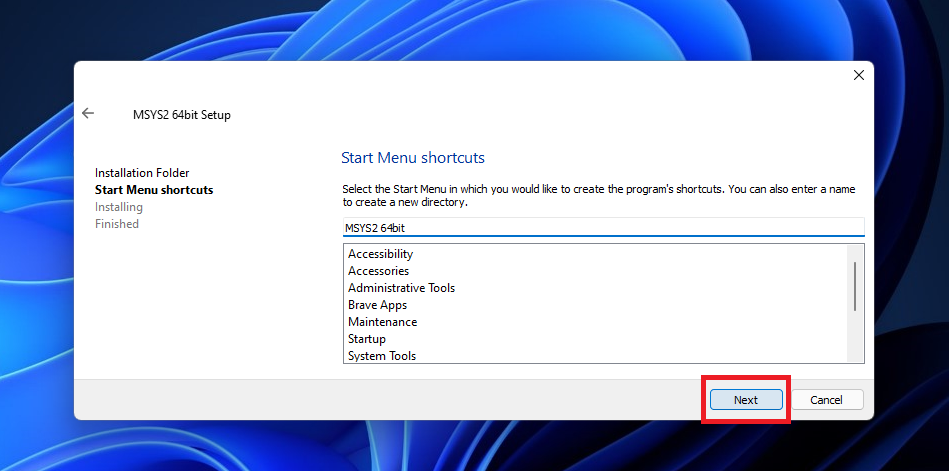 MSYS2 64bit Setup
Installation Folder
Start Menu shortcuts
Installing
Finished
Start Menu shortcuts
Select the Start Menu in which you would like to create the program's shortcuts. You can also enter a name
to create a new directory.
MSYS2 64bit
Accessibility
Accessories
Administrative Tools
Brave Apps
Maintenance
Startup
System Tools
Next
Cancel